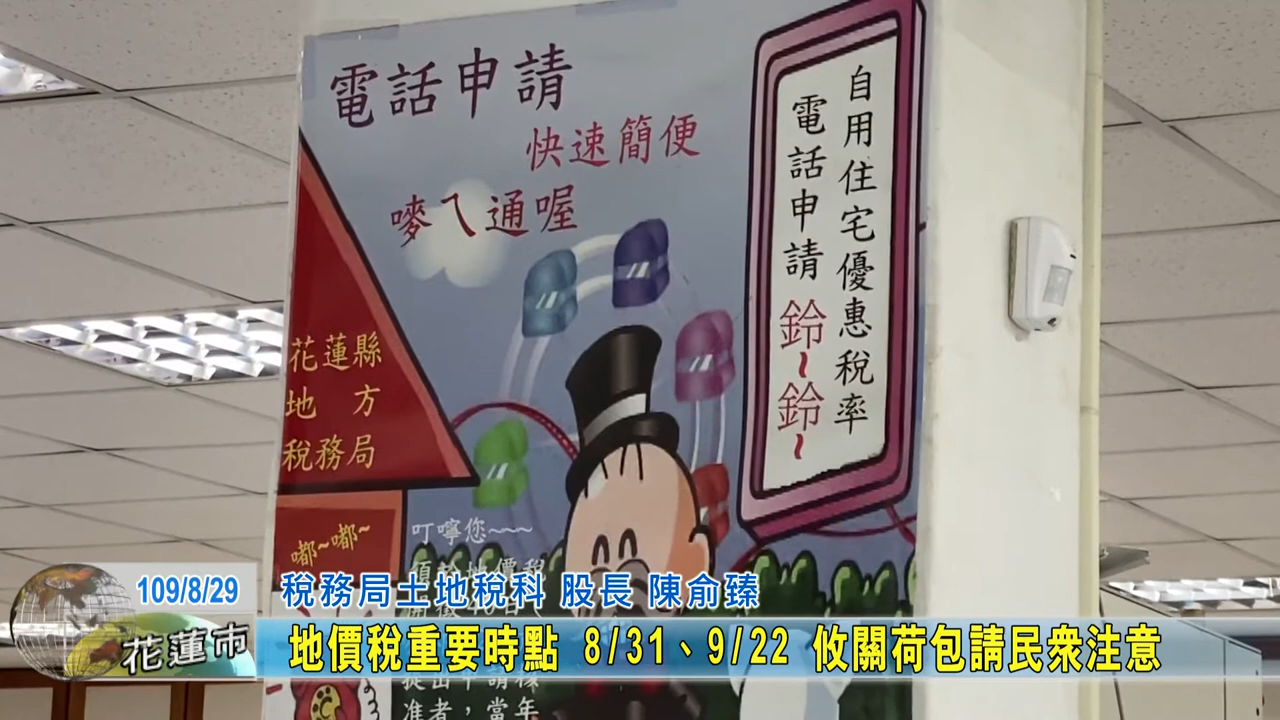 電話申請
快速簡便
嘜ㄟ通喔
自用住宅優惠稅率
電話申請 鈴~鈴~
花蓮縣
地方
稅務局
嘟~嘟~
叮嚀您~~~
准者，當年
109/8/29
稅務局土地稅科 股長 陳俞臻
花蓮市
地價稅重要時點 8/31、9/22 攸關荷包請民眾注意